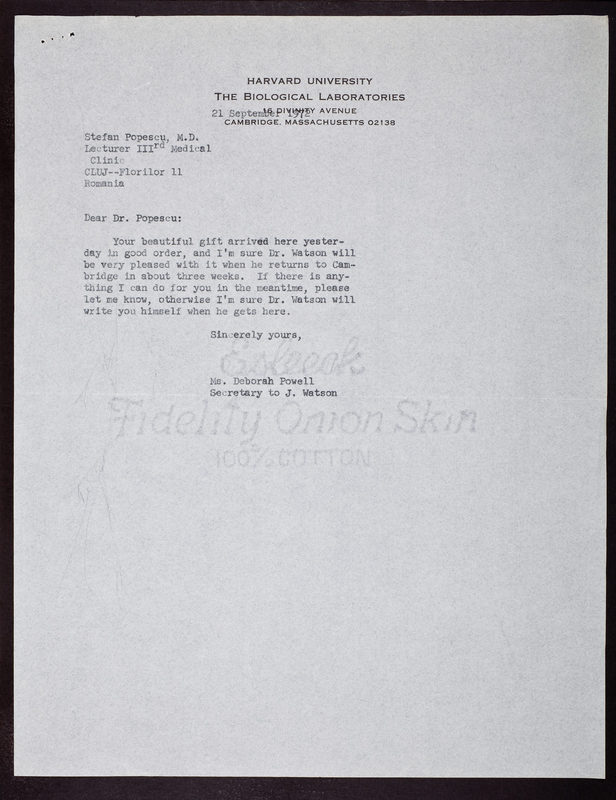 HARVARD UNIVERSITY
THE BIOLOGICAL LABORATORIES
16 DIVINITY AVENUE
21 September 1972
CAMBRIDGE, MASSACHUSETTS 02138
Stefan Popescu, M.D.
Lecturer IIIrd Medical
Clinic
CLUJ--Florilor 11
Romania
Dear Dr. Popescu:
Your beautiful gift arrived here yester-
day in good order, and I'm sure Dr. Watson will
be very pleased with it when he returns to Cam-
bridge in about three weeks. If there is any-
thing I can do for you in the meantime, please
let me know, otherwise I'm sure Dr. Watson will
write you himself when he gets here.
Sincerely yours,
Esleeck
Ms. Deborah Powell
Secretary to J. Watson
Fidelity Onion Skin
100% COTTON